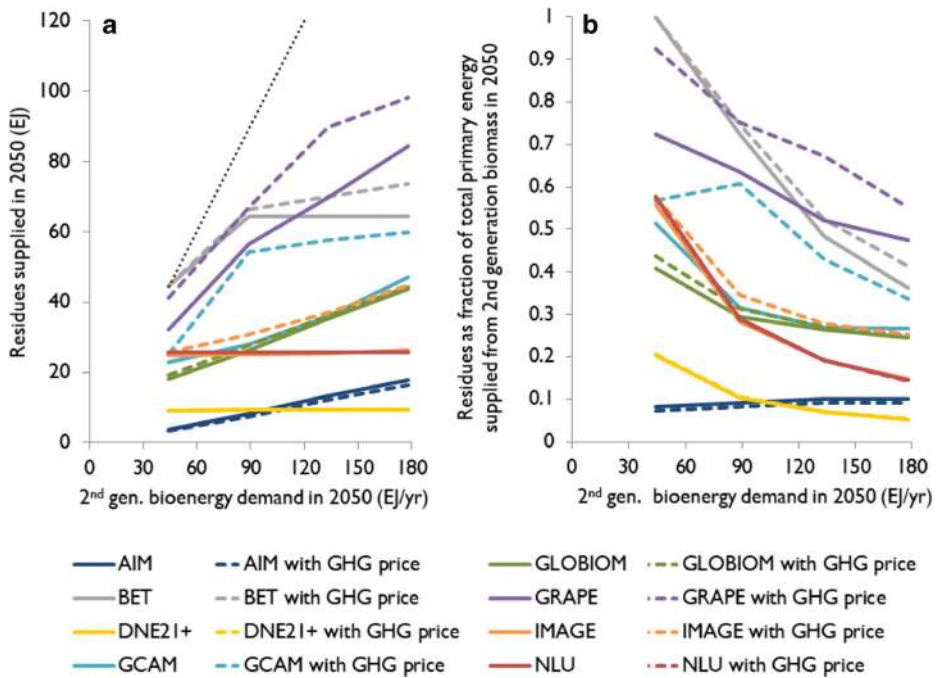 a
Residues supplied in 2050 (EJ)
120
100
80
60
40
20
0
0 30 60 90 120 150 180
2nd gen. bioenergy demand in 2050 (EJ/yr)
b
Residues as fraction of total primary energy
supplied from 2nd generation biomass in 2050
1
0.9
0.8
0.7
0.6
0.5
0.4
0.3
0.2
0.1
0
0 30 60 90 120 150 180
2nd gen. bioenergy demand in 2050 (EJ/yr)
AIM AIM with GHG price GLOBIOM GLOBIOM with GHG price
BET BET with GHG price GRAPE GRAPE with GHG price
DNE21+ DNE21+ with GHG price IMAGE IMAGE with GHG price
GCAM GCAM with GHG price NLU NLU with GHG price